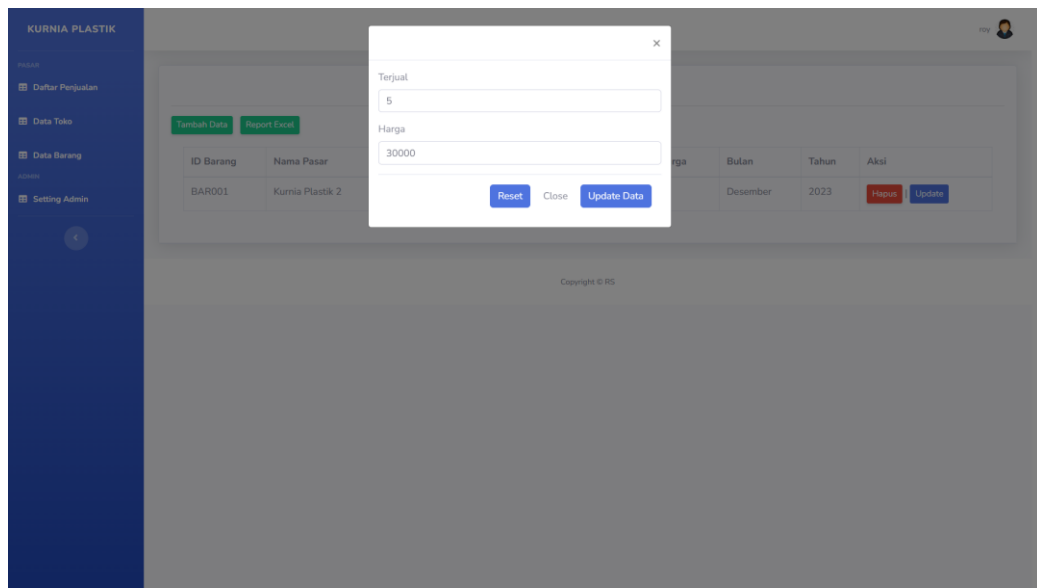 KURNIA PLASTIK
roy
PASAR
Daftar Penjualan
Data Toko
Data Barang
ADMIN
Setting Admin
×
Terjual
5
Harga
30000
Reset Close Update Data
Tambah Data Report Excel
ID Barang Nama Pasar rga Bulan Tahun Aksi
BAR001 Kurnia Plastik 2 Desember 2023 Hapus | Update
Copyright © RS